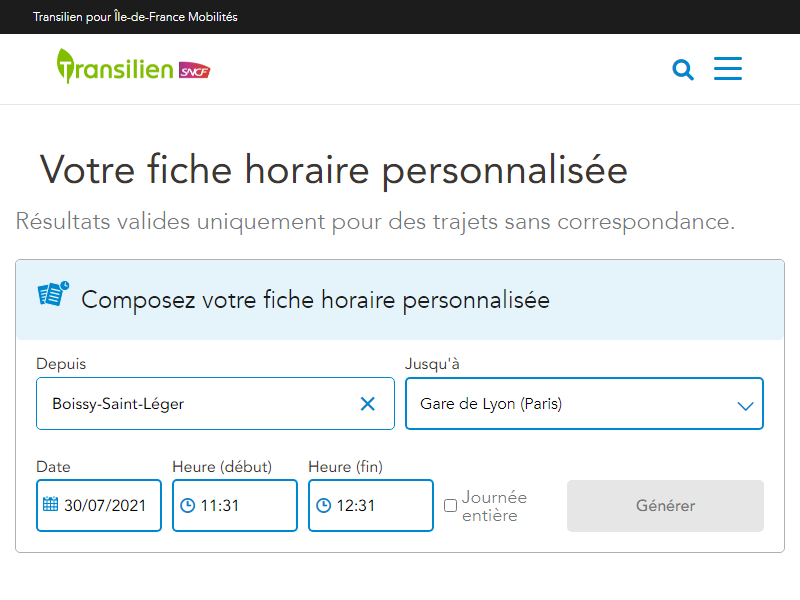 Transilien pour Île-de-France Mobilités
Transilien SNCF
Votre fiche horaire personnalisée
Résultats valides uniquement pour des trajets sans correspondance.
Composez votre fiche horaire personnalisée
Depuis
Jusqu'à
Boissy-Saint-Léger
Gare de Lyon (Paris)
Date
Heure (début)
Heure (fin)
30/07/2021
11:31
12:31
Journée
entière
Générer